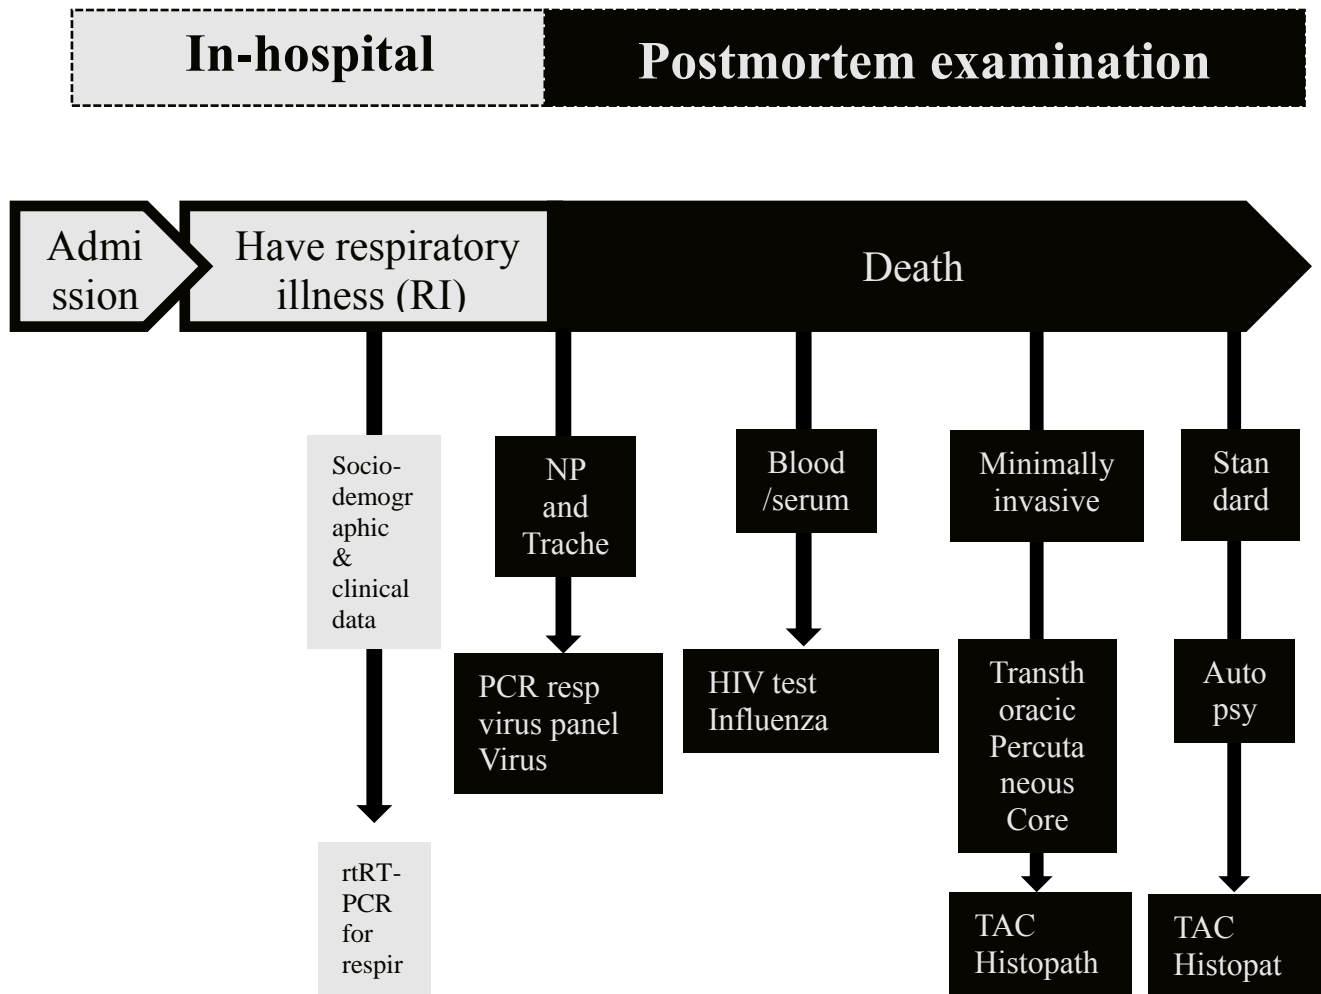 In-hospital
Postmortem examination
Admi
ssion
Have respiratory
illness (RI)
Death
Socio-
demogr
aphic
&
clinical
data
NP
and
Trache
Blood
/serum
Minimally
invasive
Stan
dard
PCR resp
virus panel
Virus
HIV test
Influenza
Transth
oracic
Percuta
neous
Core
Auto
psy
rtRT-
PCR
for
respir
TAC
Histopath
TAC
Histopat